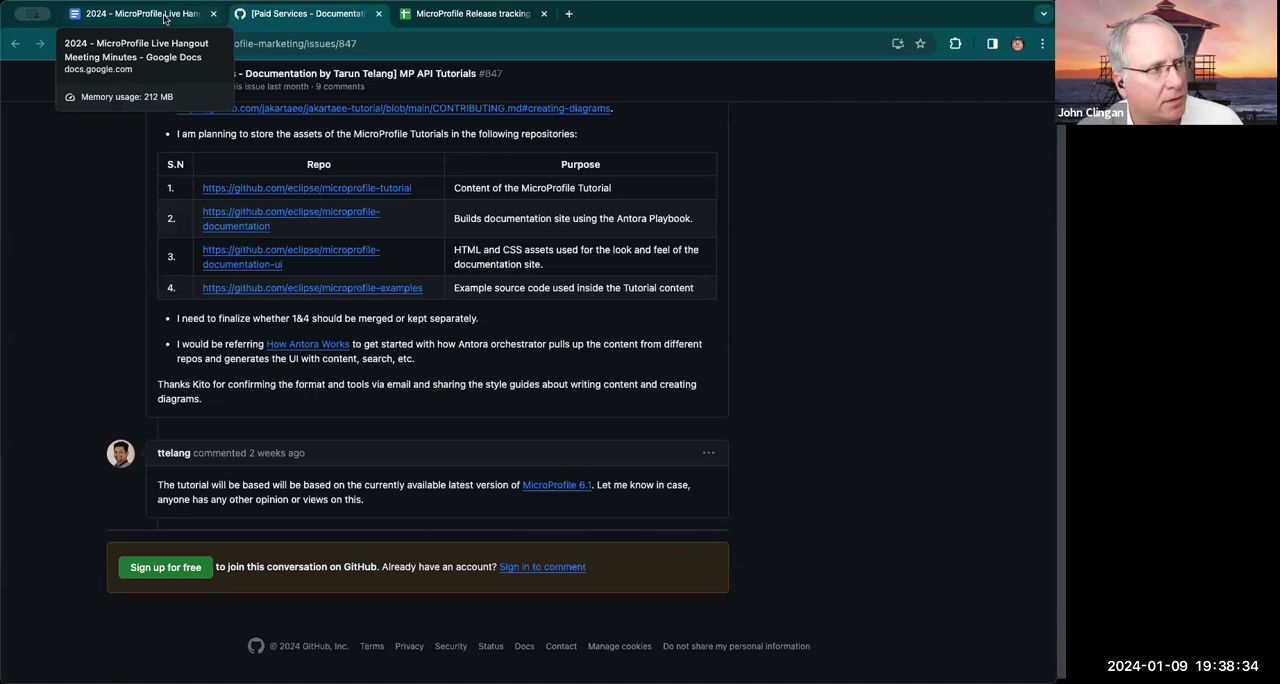 2024 - MicroProfile Live Hang
[Paid Services - Documentat
MicroProfile Release tracking
2024 - MicroProfile Live Hangout
Meeting Minutes - Google Docs
docs.google.com
Memory usage: 212 MB
ofile-marketing/issues/847
s - Documentation by Tarun Telang] MP API Tutorials #847
his issue last month · 9 comments
.com/jakartaee/jakartaee-tutorial/blob/main/CONTRIBUTING.md#creating-diagrams.
John Clingan
• I am planning to store the assets of the MicroProfile Tutorials in the following repositories:
S.N Repo Purpose
1. https://github.com/eclipse/microprofile-tutorial Content of the MicroProfile Tutorial
2. https://github.com/eclipse/microprofile-
documentation Builds documentation site using the Antora Playbook.
3. https://github.com/eclipse/microprofile-
documentation-ui HTML and CSS assets used for the look and feel of the
documentation site.
4. https://github.com/eclipse/microprofile-examples Example source code used inside the Tutorial content
• I need to finalize whether 1&4 should be merged or kept separately.
• I would be referring How Antora Works to get started with how Antora orchestrator pulls up the content from different
repos and generates the UI with content, search, etc.
Thanks Kito for confirming the format and tools via email and sharing the style guides about writing content and creating
diagrams.
ttelang commented 2 weeks ago
The tutorial will be based will be based on the currently available latest version of MicroProfile 6.1. Let me know in case,
anyone has any other opinion or views on this.
Sign up for free to join this conversation on GitHub. Already have an account? Sign in to comment
© 2024 GitHub, Inc. Terms Privacy Security Status Docs Contact Manage cookies Do not share my personal information
2024-01-09 19:38:34